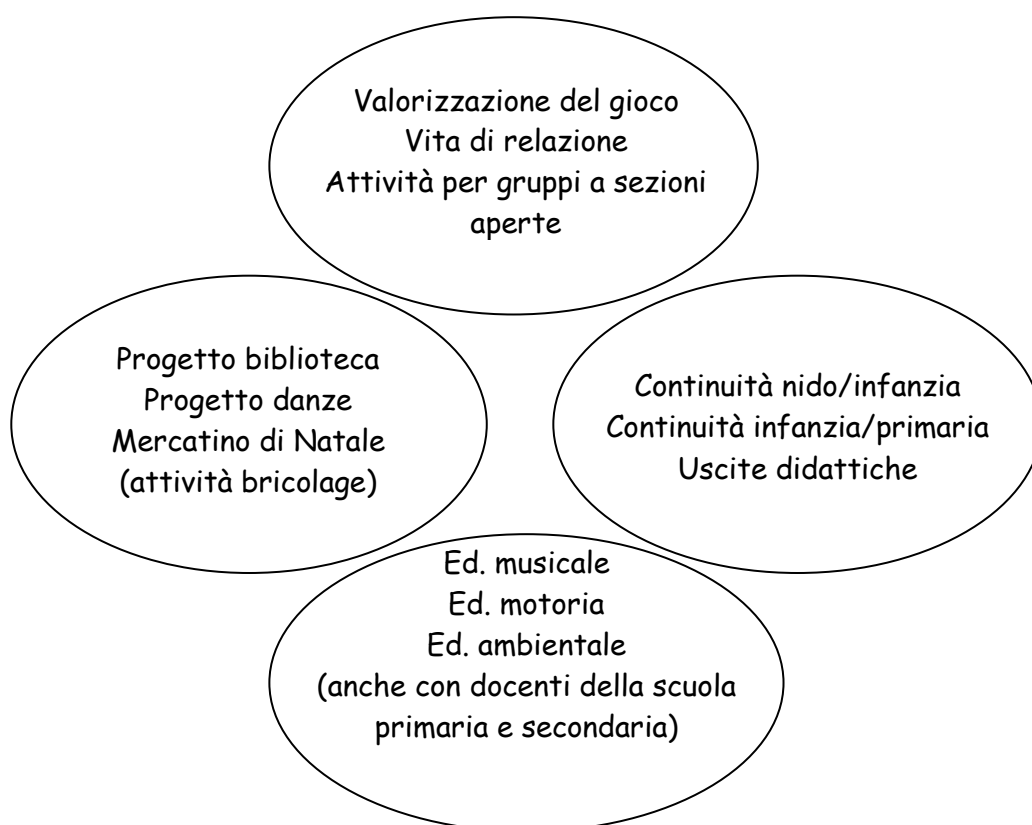 Valorizzazione del gioco
Vita di relazione
Attività per gruppi a sezioni
aperte
Progetto biblioteca
Progetto danze
Mercatino di Natale
(attività bricolage)
Continuità nido/infanzia
Continuità infanzia/primaria
Uscite didattiche
Ed. musicale
Ed. motoria
Ed. ambientale
(anche con docenti della scuola
primaria e secondaria)